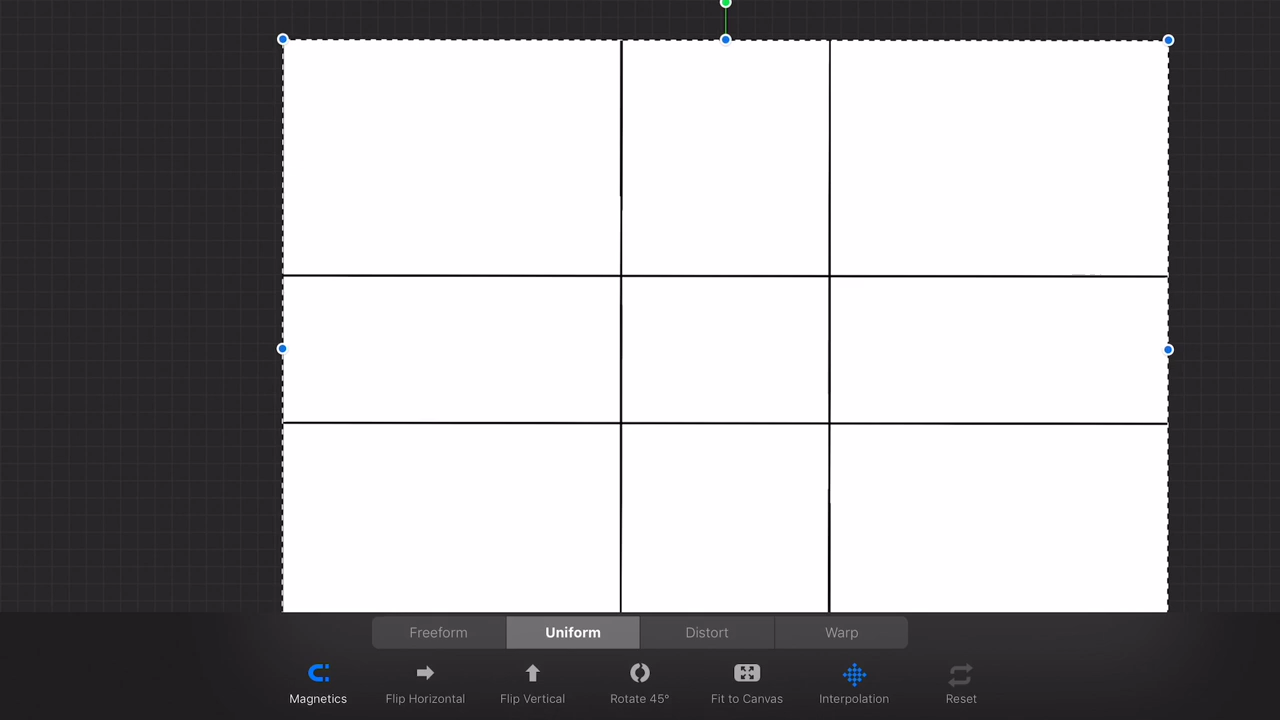 Freeform Uniform Distort Warp
Magnetics Flip Horizontal Flip Vertical Rotate 45° Fit to Canvas Interpolation Reset